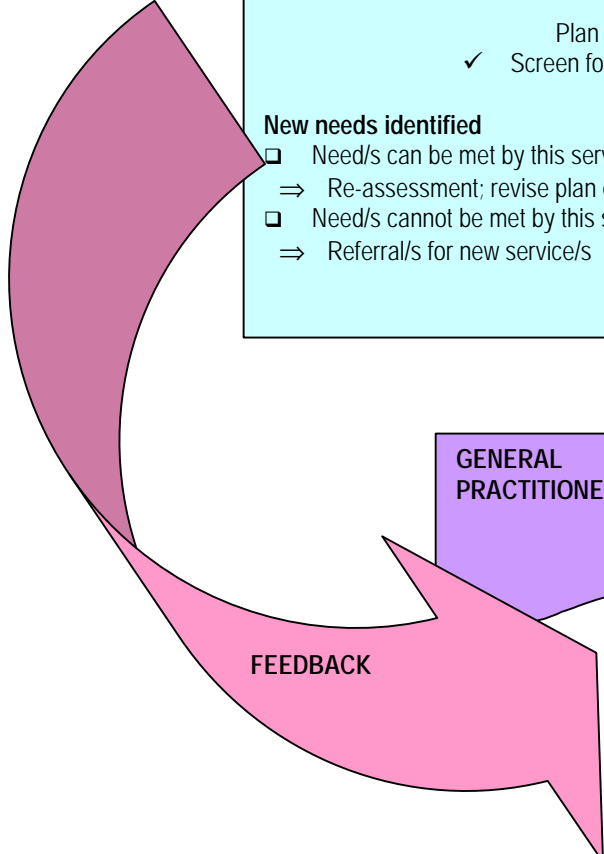 Plan
✓ Screen fo
New needs identified
❑ Need/s can be met by this serv
⇒ Re-assessment; revise plan
❑ Need/s cannot be met by this s
⇒ Referral/s for new service/s
GENERAL
PRACTITIONE
FEEDBACK